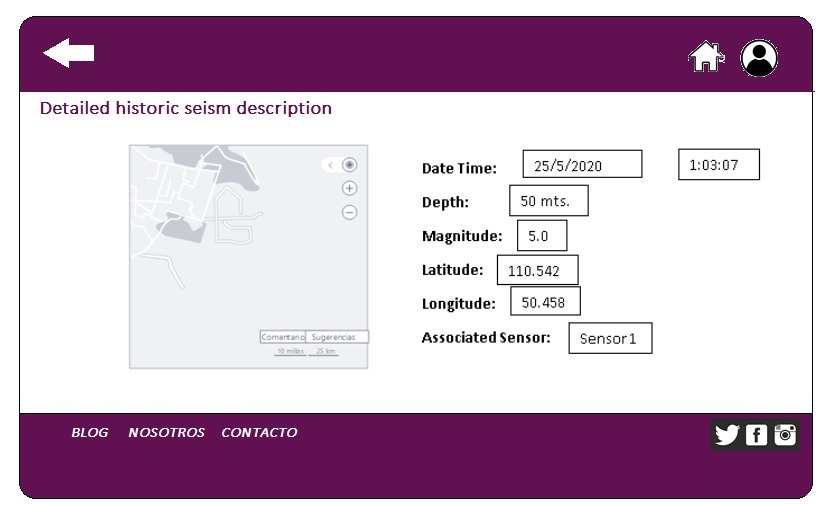 Detailed historic seism description
Date Time: 25/5/2020 1:03:07
Depth: 50 mts.
Magnitude: 5.0
Latitude: 110.542
Longitude: 50.458
Associated Sensor: Sensor1
Comentario Sugerencias
10 millas 25 km
BLOG NOSOTROS CONTACTO